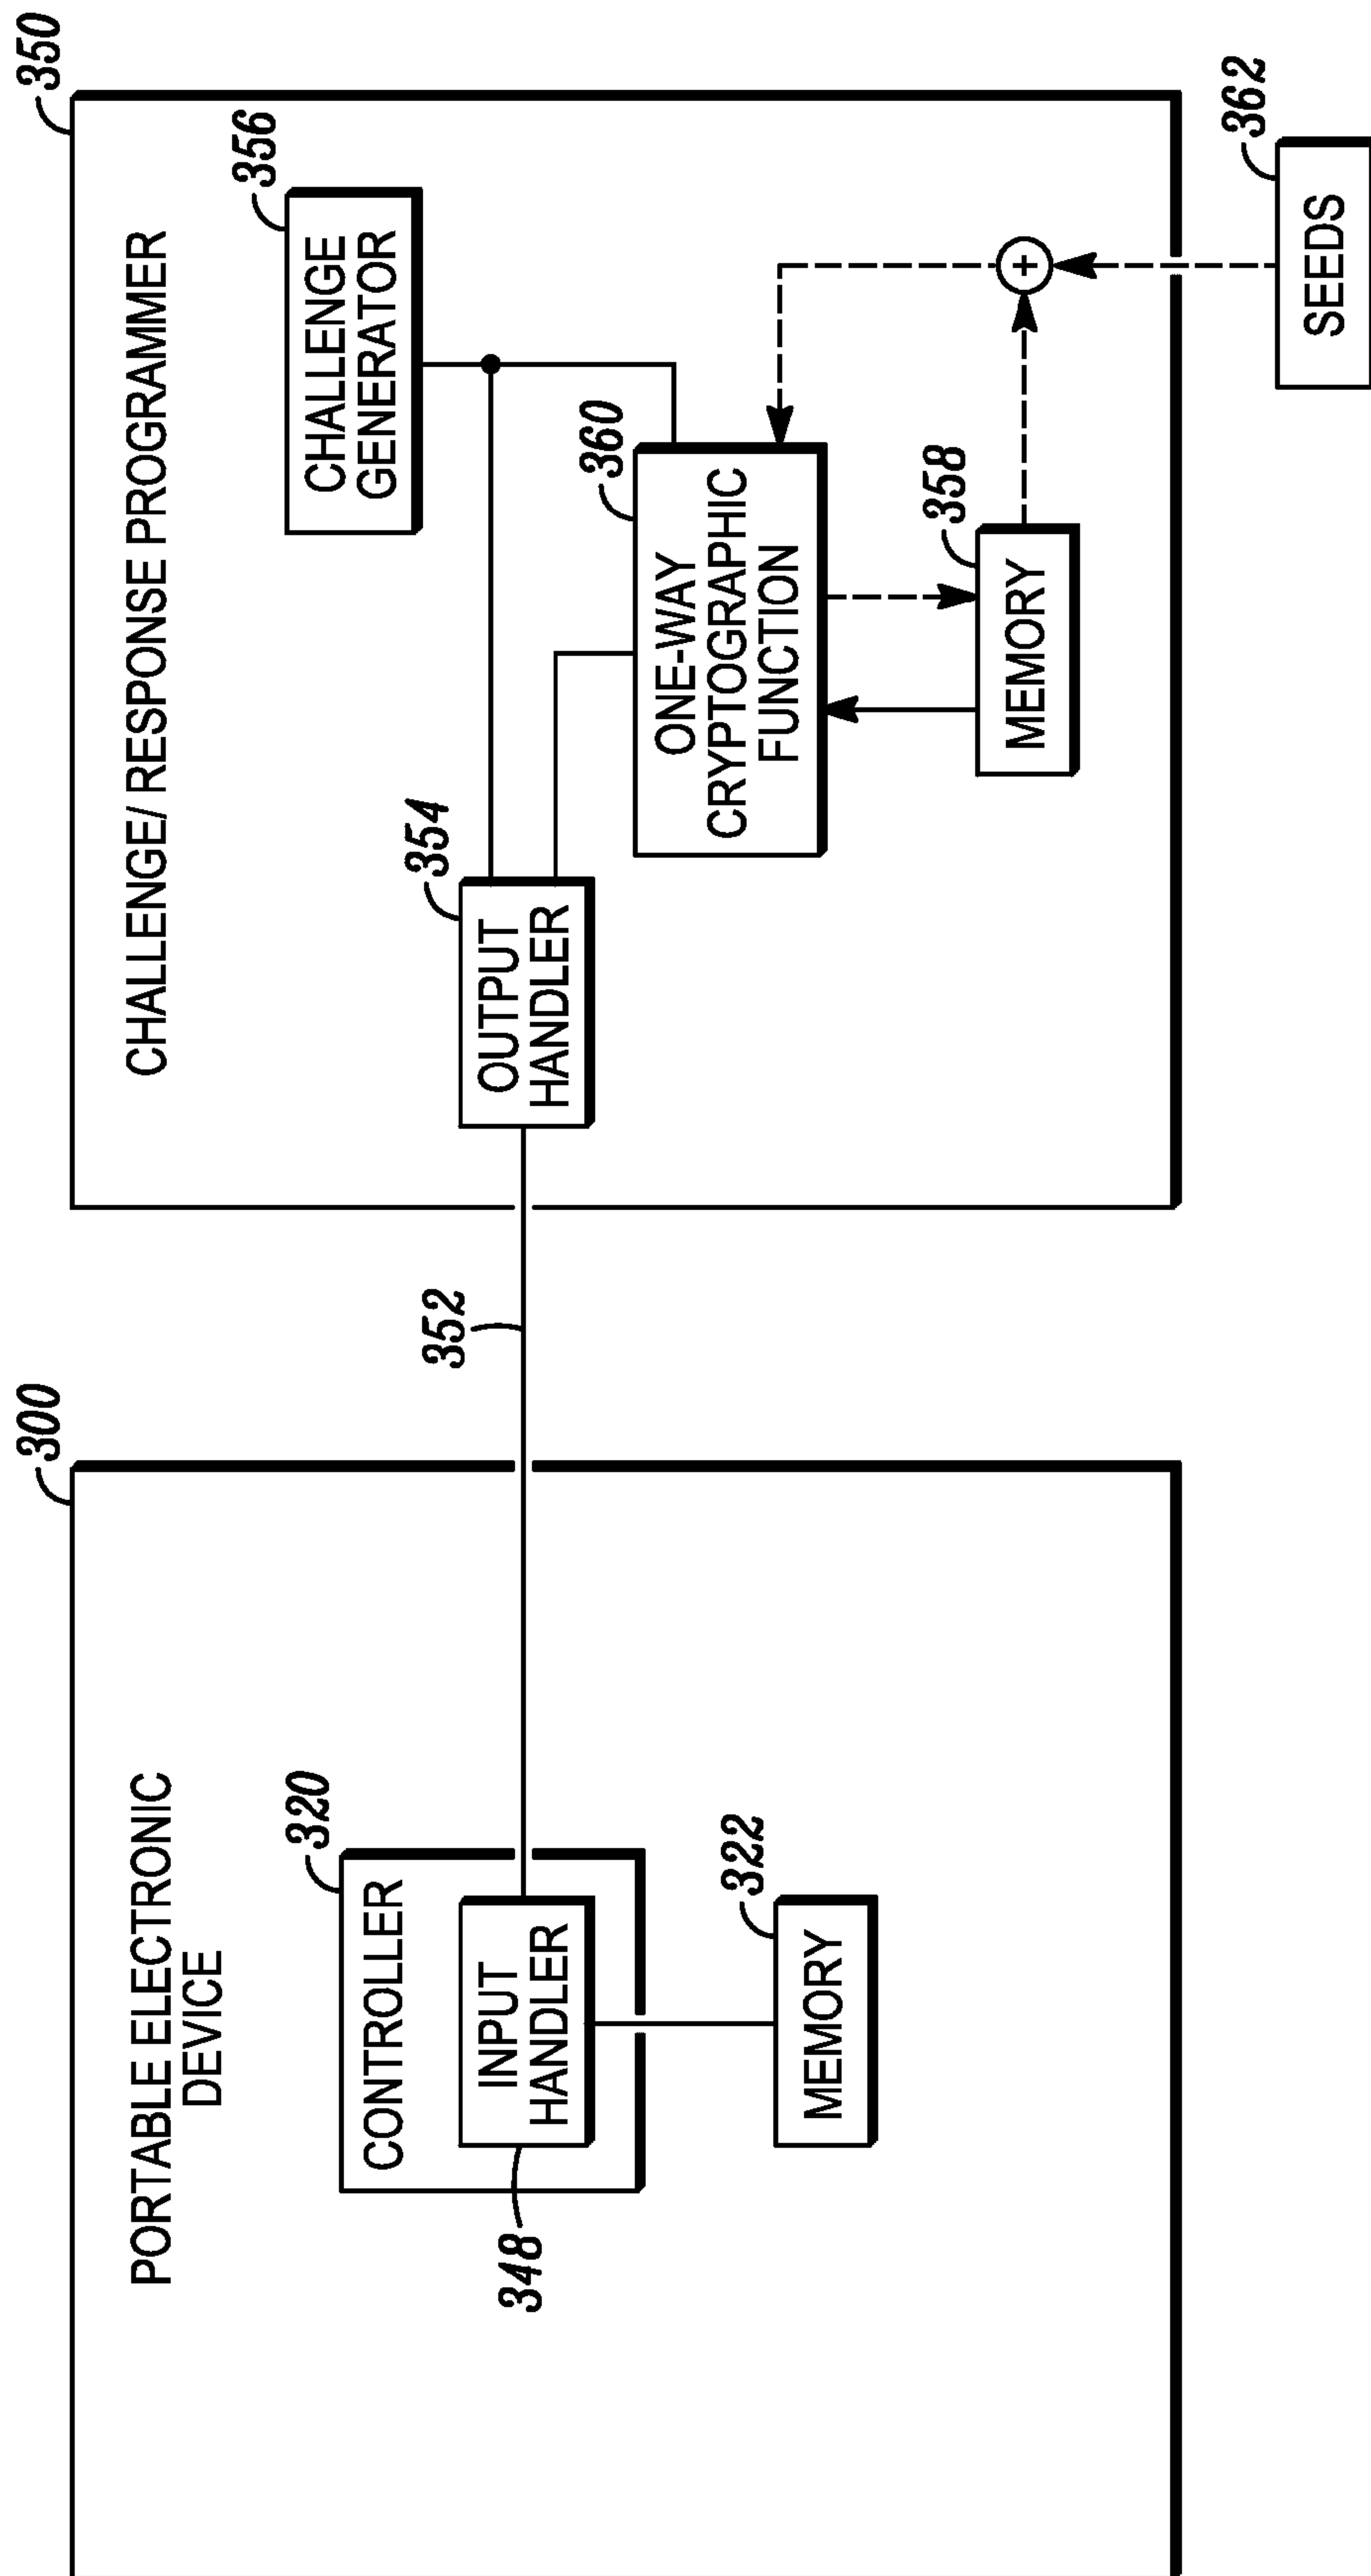 300
PORTABLE ELECTRONIC
DEVICE
320
CONTROLLER
INPUT
HANDLER
348
322
MEMORY
352
350
CHALLENGE/ RESPONSE PROGRAMMER
356
CHALLENGE
GENERATOR
354
OUTPUT
HANDLER
360
ONE-WAY
CRYPTOGRAPHIC
FUNCTION
358
MEMORY
+
362
SEEDS